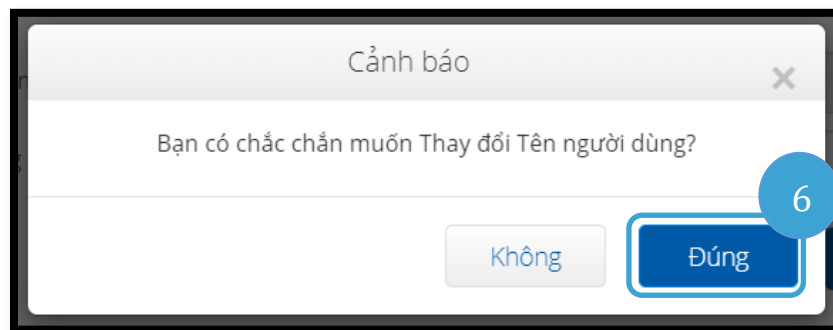 Cảnh báo
×
Bạn có chắc chắn muốn Thay đổi Tên người dùng?
6
Không
Đúng